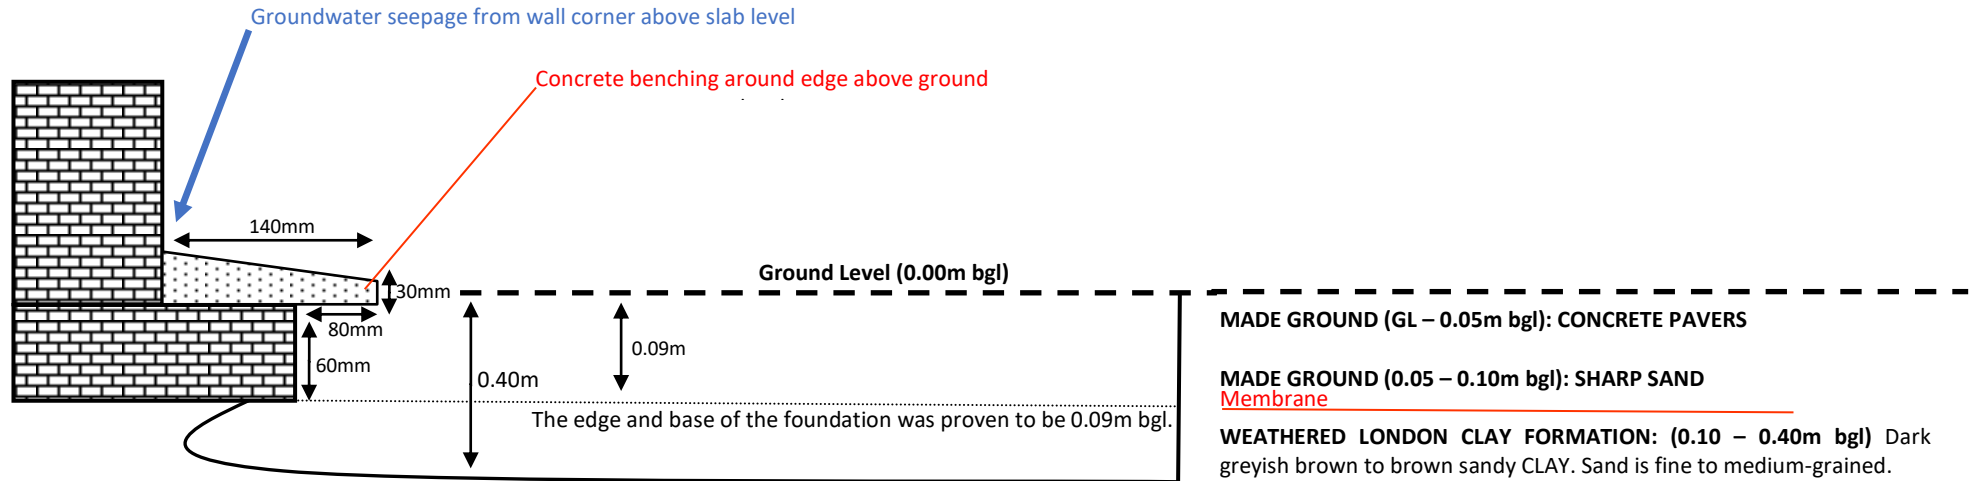 Groundwater seepage from wall corner above slab level
Concrete benching around edge above ground
140mm
Ground Level (0.00m bgl)
30mm
80mm
60mm
0.09m
0.40m
The edge and base of the foundation was proven to be 0.09m bgl.
MADE GROUND (GL – 0.05m bgl): CONCRETE PAVERS
MADE GROUND (0.05 – 0.10m bgl): SHARP SAND
Membrane
WEATHERED LONDON CLAY FORMATION: (0.10 – 0.40m bgl) Dark
greyish brown to brown sandy CLAY. Sand is fine to medium-grained.